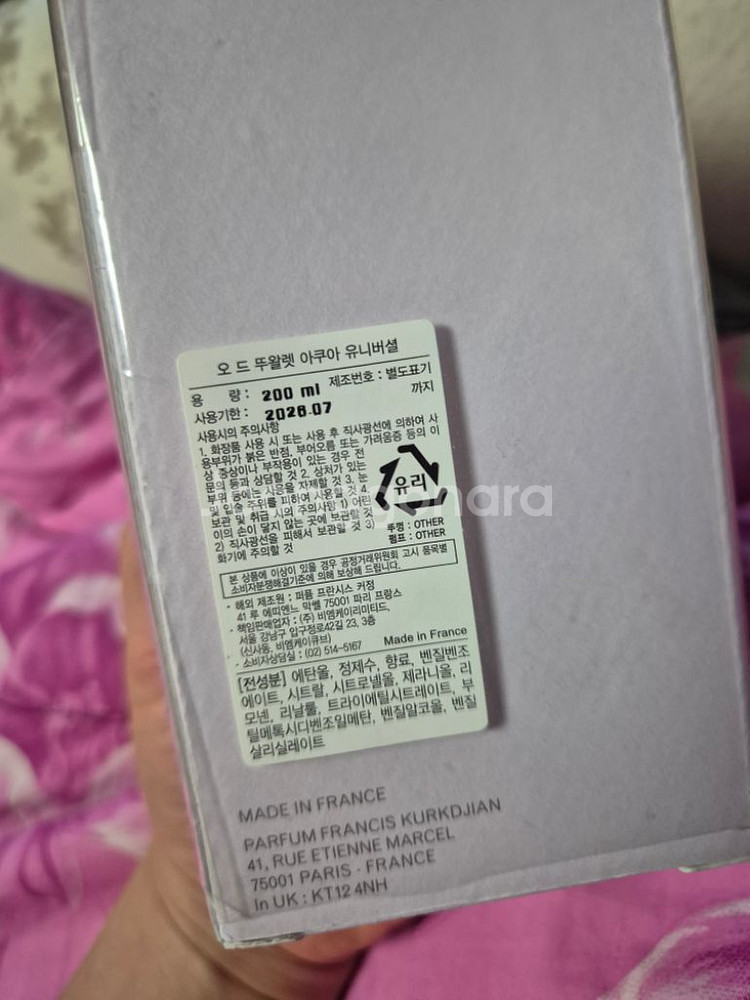 오 드 뚜왈렛 아쿠아 유니버셜
용 량 : 200 ml 제조번호 : 별도표기
사용기한 : 2026.07 까지
사용시의 주의사항
1. 화장품 사용 시 또는 사용 후 직사광선에 의하여 사
용부위가 붉은 반점, 부어오름 또는 가려움증 등의 이
상 증상이나 부작용이 있는 경우 전
문의 등과 상담할 것 2. 상처가 있는
부위 등에는 사용을 자제할 것 3. 눈
및 입술 주위를 피하여 사용할 것 4.
보관 및 취급 시의 주의사항 1) 어린
이의 손이 닿지 않는 곳에 보관할 것
2) 직사광선을 피해서 보관할 것 3)
화기에 주의할 것
유리
뚜껑 : OTHER
펌프 : OTHER
본 상품에 이상이 있을 경우 공정거래위원회 고시 품목별
소비자분쟁해결기준에 의해 보상해 드립니다.
· 해외 제조원 : 퍼퓸 프란시스 커정
41 루 에띠엔느 막쎌 75001 파리 프랑스
· 책임판매업자 : (주) 비엠케이리미티드,
서울 강남구 압구정로42길 23, 3층
(신사동, 비엠케이큐브)
· 소비자상담실 : (02) 514-5167 Made in France
[전성분] 에탄올, 정제수, 향료, 벤질벤조
에이트, 시트랄, 시트로넬올, 제라니올, 리
모넨, 리날룰, 트라이에틸시트레이트, 부
틸메톡시디벤조일메탄, 벤질알코올, 벤질
살리실레이트
MADE IN FRANCE
PARFUM FRANCIS KURKDJIAN
41, RUE ETIENNE MARCEL
75001 PARIS . FRANCE
In UK : KT12 4NH